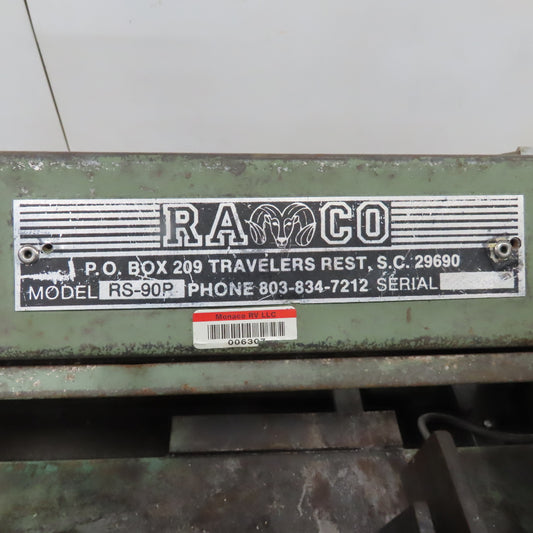 RAMCO
P.O. BOX 209 TRAVELERS REST, S.C. 29690
MODEL RS-90P PHONE 803-834-7212 SERIAL
Monaco RV LLC
006307